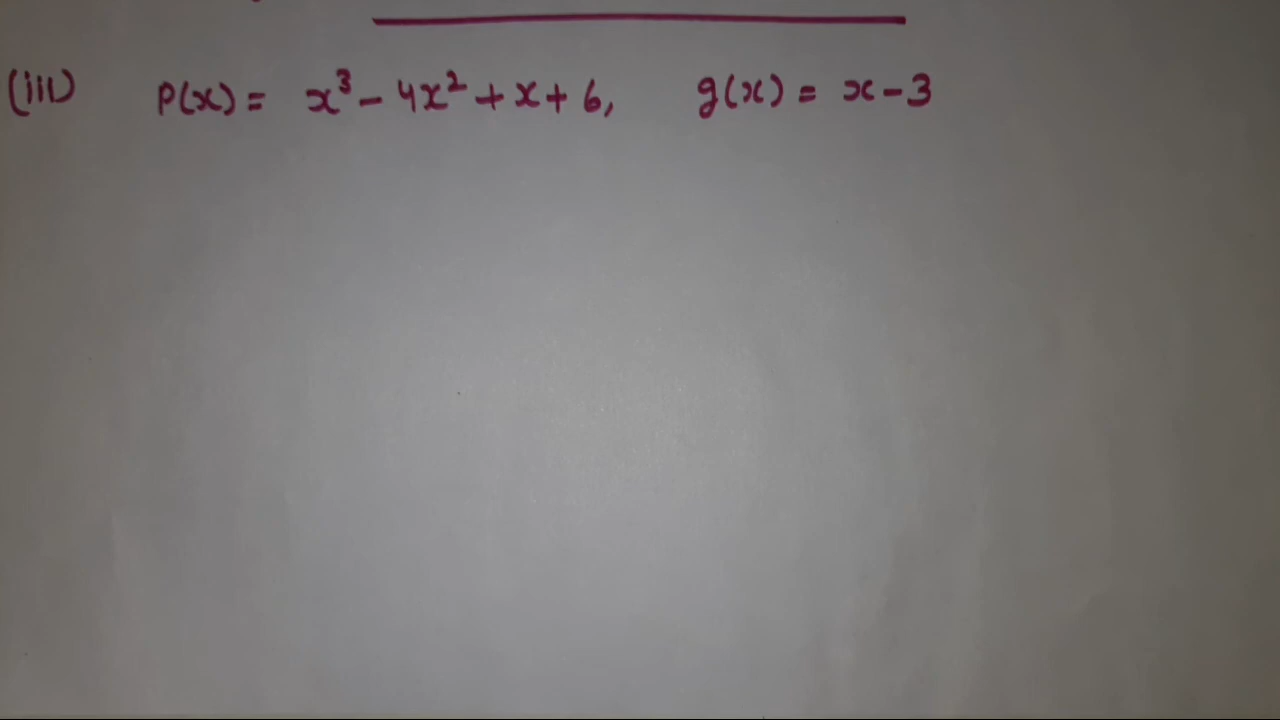 (iii) P(x) = x³ - 4x² + x + 6, g(x) = x - 3